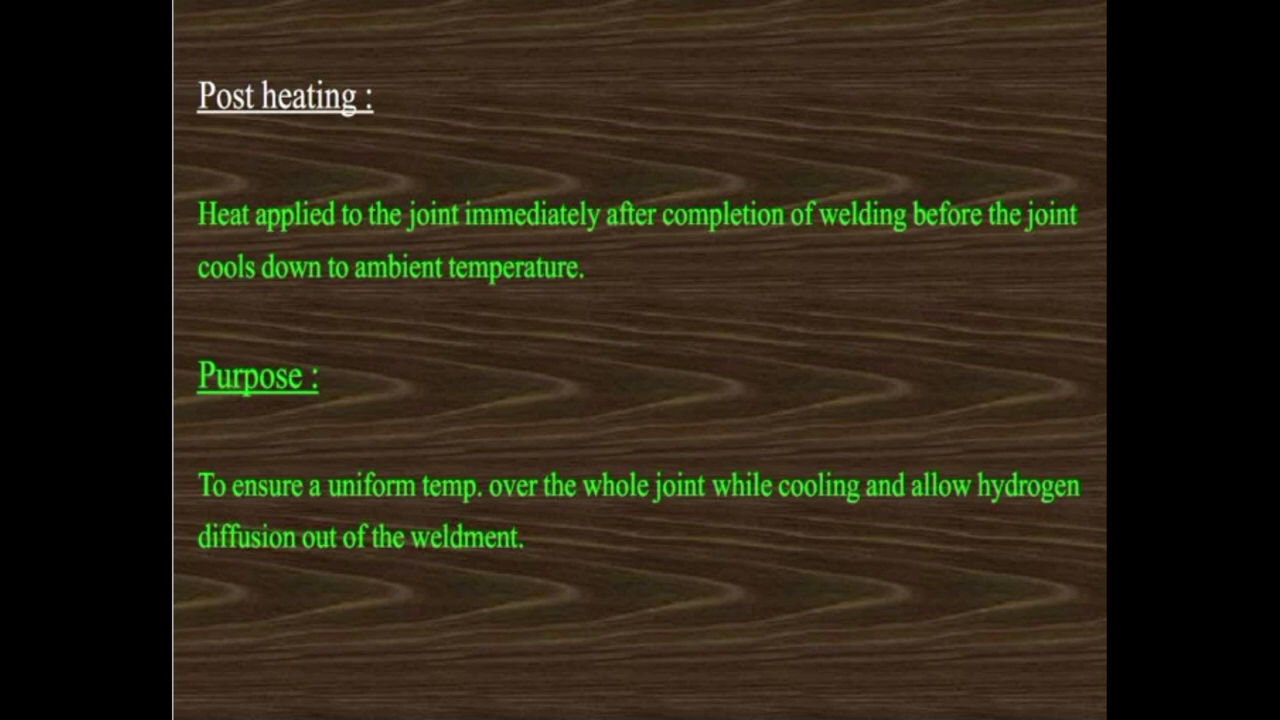 Post heating :
Heat applied to the joint immediately after completion of welding before the joint
cools down to ambient temperature.
Purpose :
To ensure a uniform temp. over the whole joint while cooling and allow hydrogen
diffusion out of the weldment.